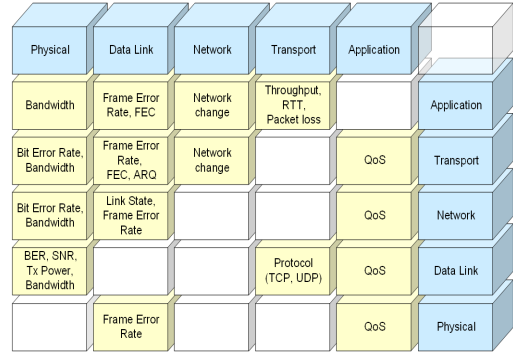 Physical
Data Link
Network
Transport
Application
Bandwidth
Frame Error
Rate, FEC
Network
change
Throughput,
RTT,
Packet loss
Application
Bit Error Rate,
Bandwidth
Frame Error
Rate,
FEC, ARQ
Network
change
QoS
Transport
Bit Error Rate,
Bandwidth
Link State,
Frame Error
Rate
QoS
Network
BER, SNR,
Tx Power,
Bandwidth
Protocol
(TCP, UDP)
QoS
Data Link
Frame Error
Rate
QoS
Physical